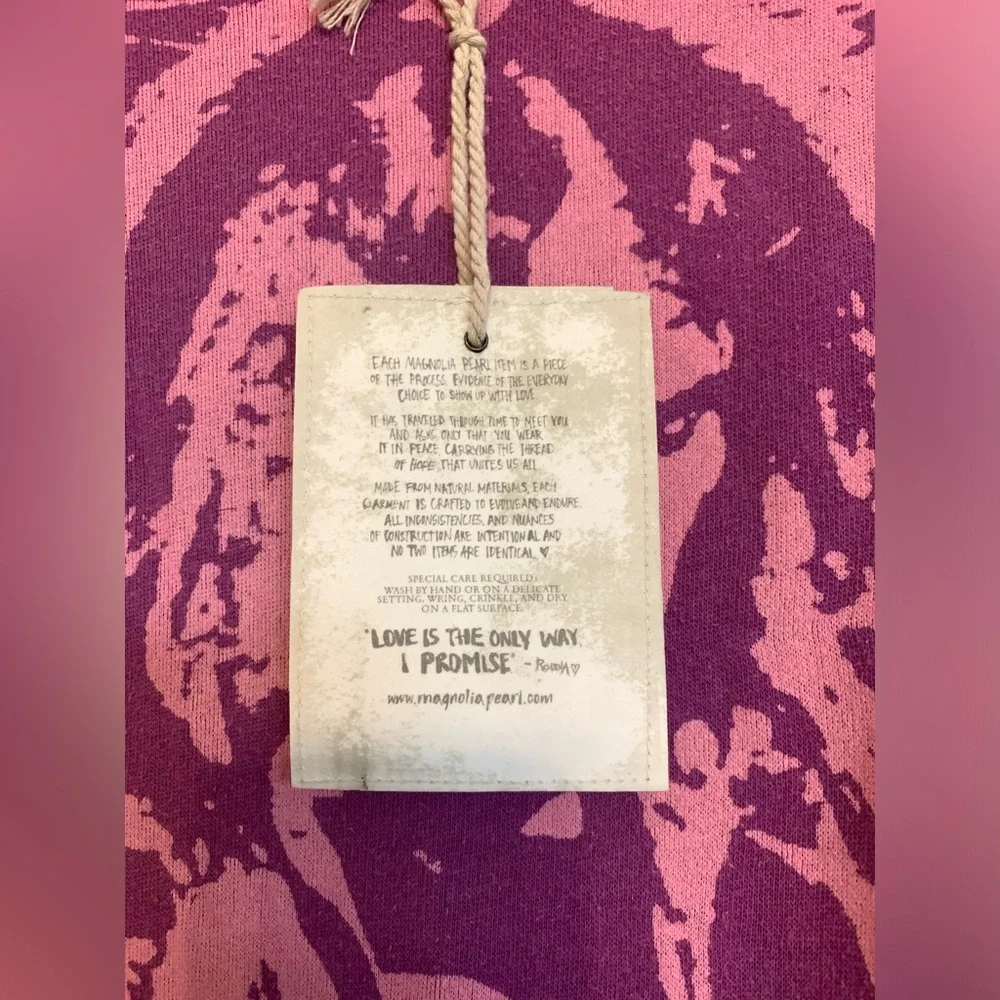 EACH MAGNOLIA PEARL ITEM IS A PIECE
OF THE PROCESS, EVIDENCE OF THE EVERYDAY
CHOICE TO SHOW UP WITH LOVE
IT HAS TRAVELED THROUGH TIME TO MEET YOU
AND ASKS ONLY THAT YOU WEAR
IT IN PEACE CARRYING THE THREAD
OF HOPE THAT UNITES US ALL
MADE FROM NATURAL MATERIALS, EACH
GARMENT IS CRAFTED TO EVOLVE AND ENDURE.
ALL INCONSISTENCIES, AND NUANCES
OF CONSTRUCTION ARE INTENTIONAL AND
NO TWO ITEMS ARE IDENTICAL ♥
SPECIAL CARE REQUIRED:
WASH BY HAND OR ON A DELICATE
SETTING, WRING, CRINKLE, AND DRY
ON A FLAT SURFACE.
"LOVE IS THE ONLY WAY,
I PROMISE" -
www.magnoliapearl.com